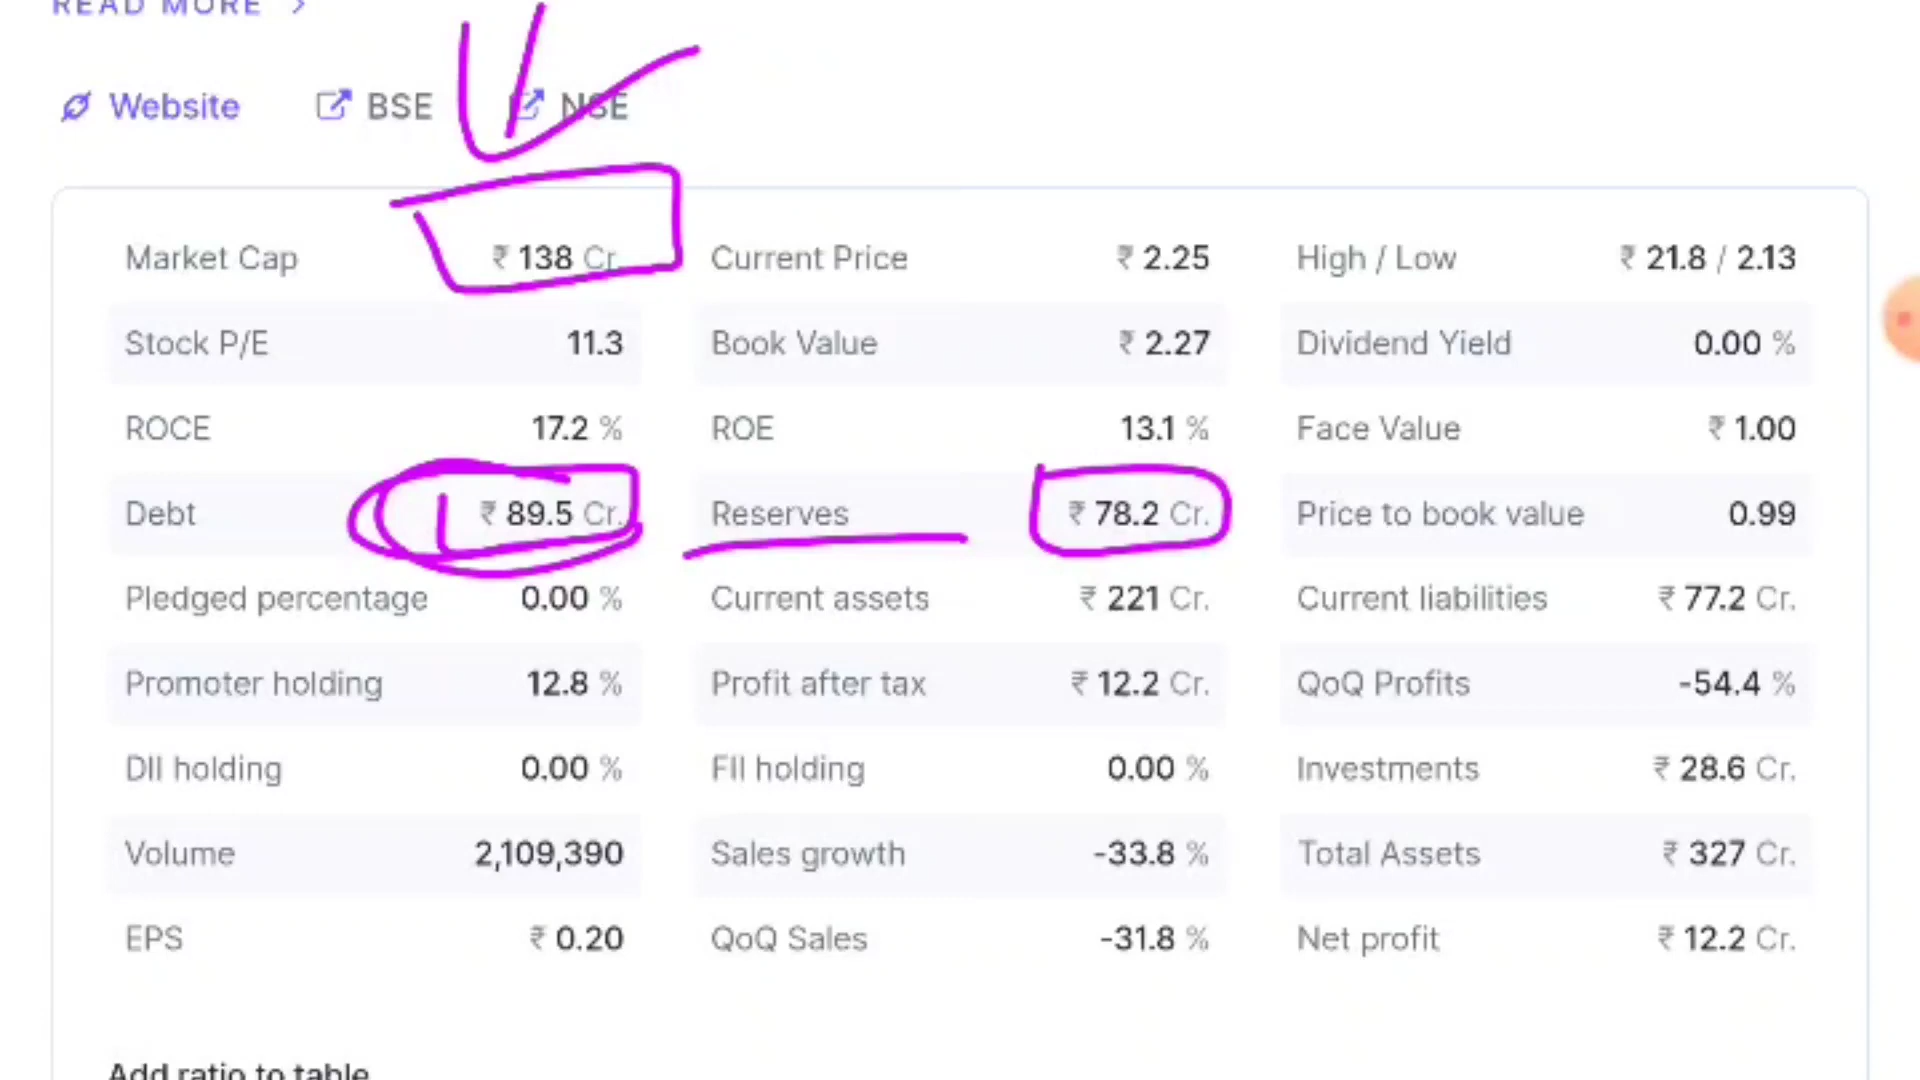 READ MORE >
Website BSE NSE
Market Cap ₹ 138 Cr. Current Price ₹ 2.25 High / Low ₹ 21.8 / 2.13
Stock P/E 11.3 Book Value ₹ 2.27 Dividend Yield 0.00 %
ROCE 17.2 % ROE 13.1 % Face Value ₹ 1.00
Debt ₹ 89.5 Cr. Reserves ₹ 78.2 Cr. Price to book value 0.99
Pledged percentage 0.00 % Current assets ₹ 221 Cr. Current liabilities ₹ 77.2 Cr.
Promoter holding 12.8 % Profit after tax ₹ 12.2 Cr. QoQ Profits -54.4 %
DII holding 0.00 % FII holding 0.00 % Investments ₹ 28.6 Cr.
Volume 2,109,390 Sales growth -33.8 % Total Assets ₹ 327 Cr.
EPS ₹ 0.20 QoQ Sales -31.8 % Net profit ₹ 12.2 Cr.
Add ratio to table